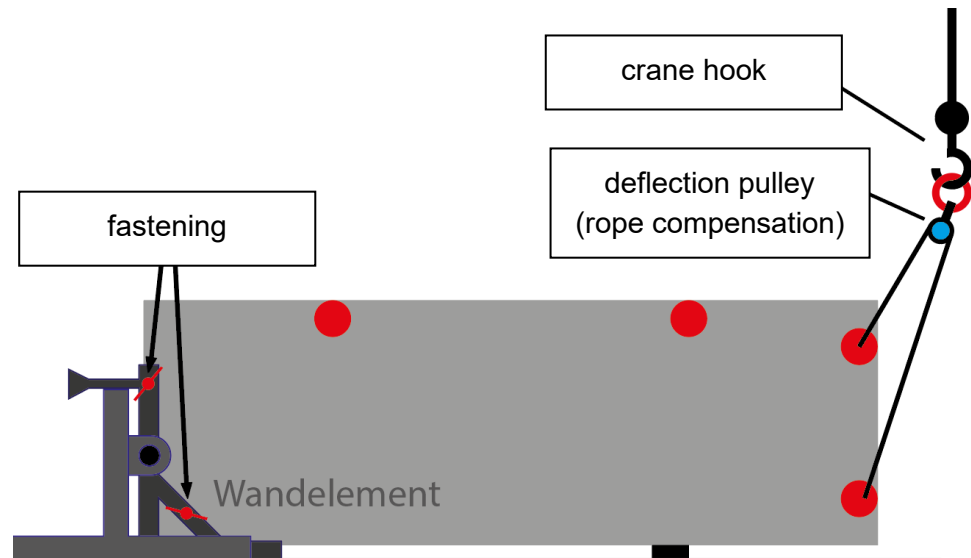 crane hook
deflection pulley
(rope compensation)
fastening
Wandelement